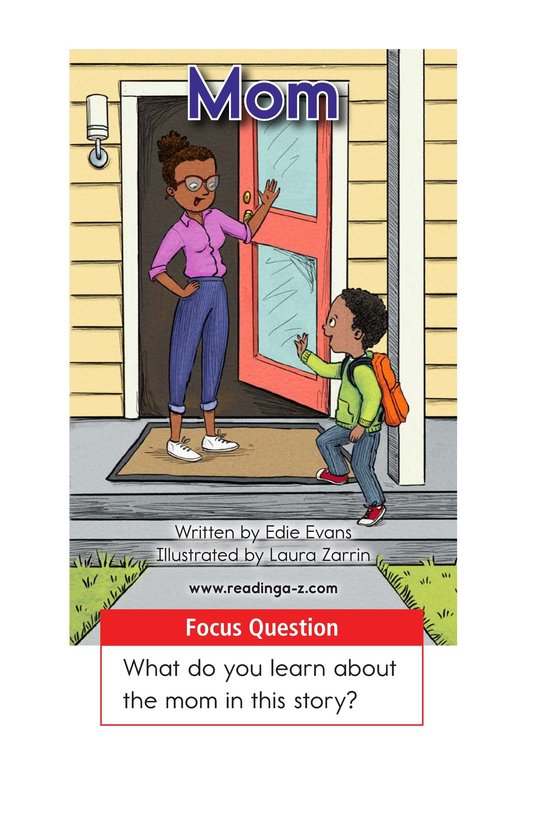 Mom
Written by Edie Evans
Illustrated by Laura Zarrin
www.readinga-z.com
Focus Question
What do you learn about
the mom in this story?